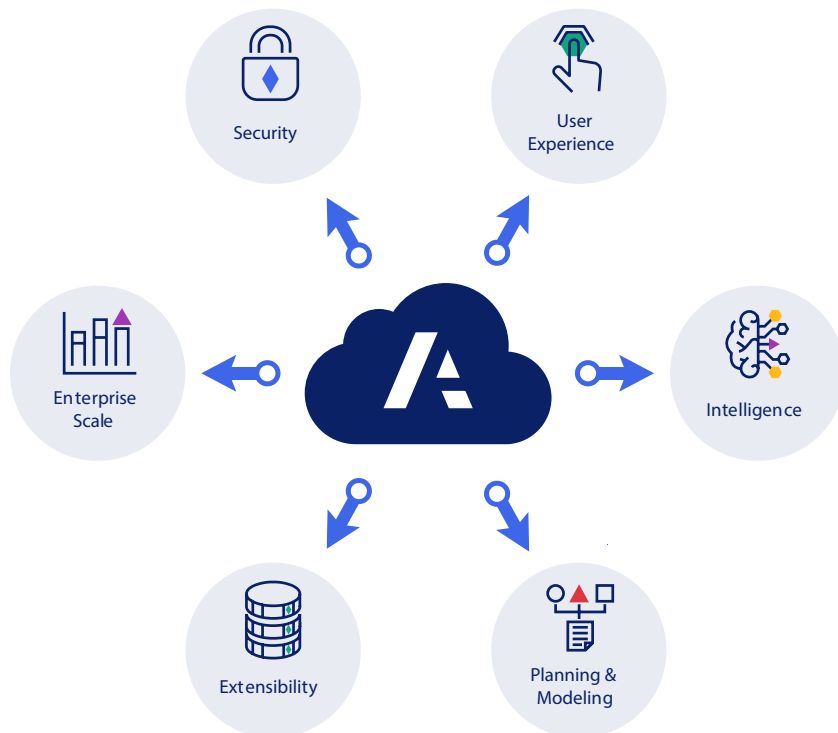 Security
User
Experience
Enterprise
Scale
Intelligence
Extensibility
Planning &
Modeling